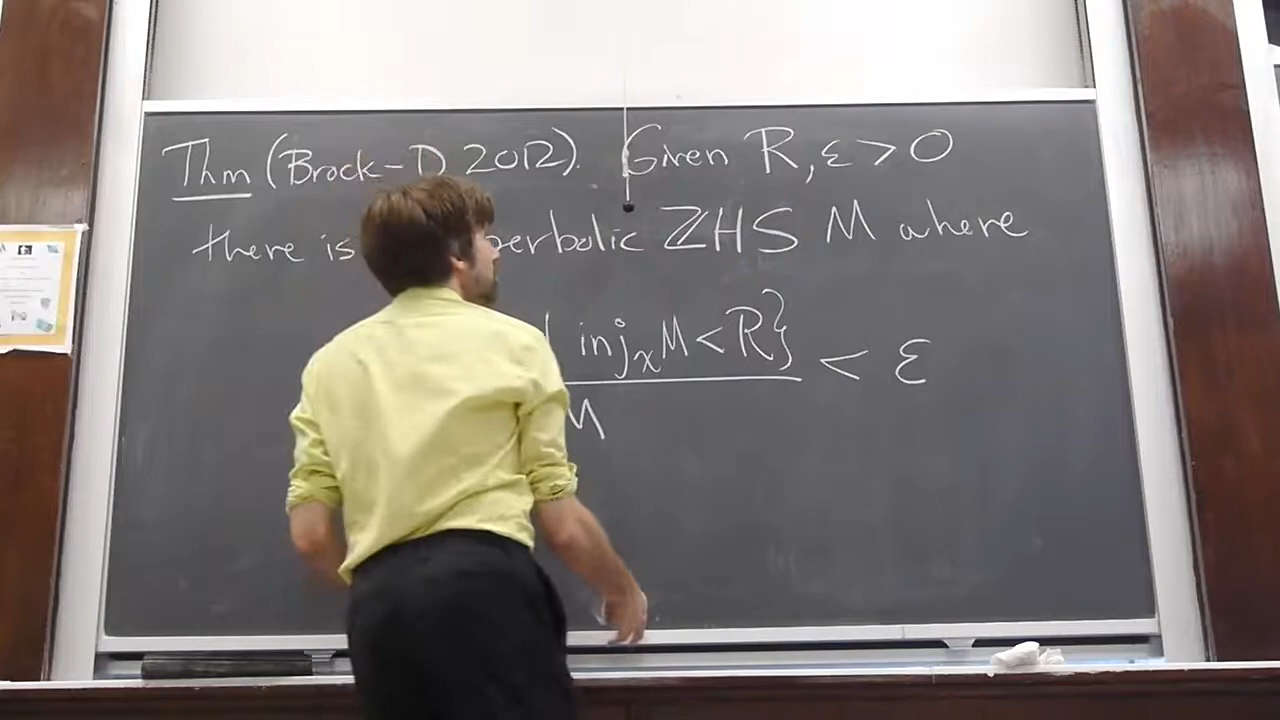 Thm (Brock-D 2012). Given R, ε > 0
there is perbolic ZHS M where
inj_x M < R} < ε
M